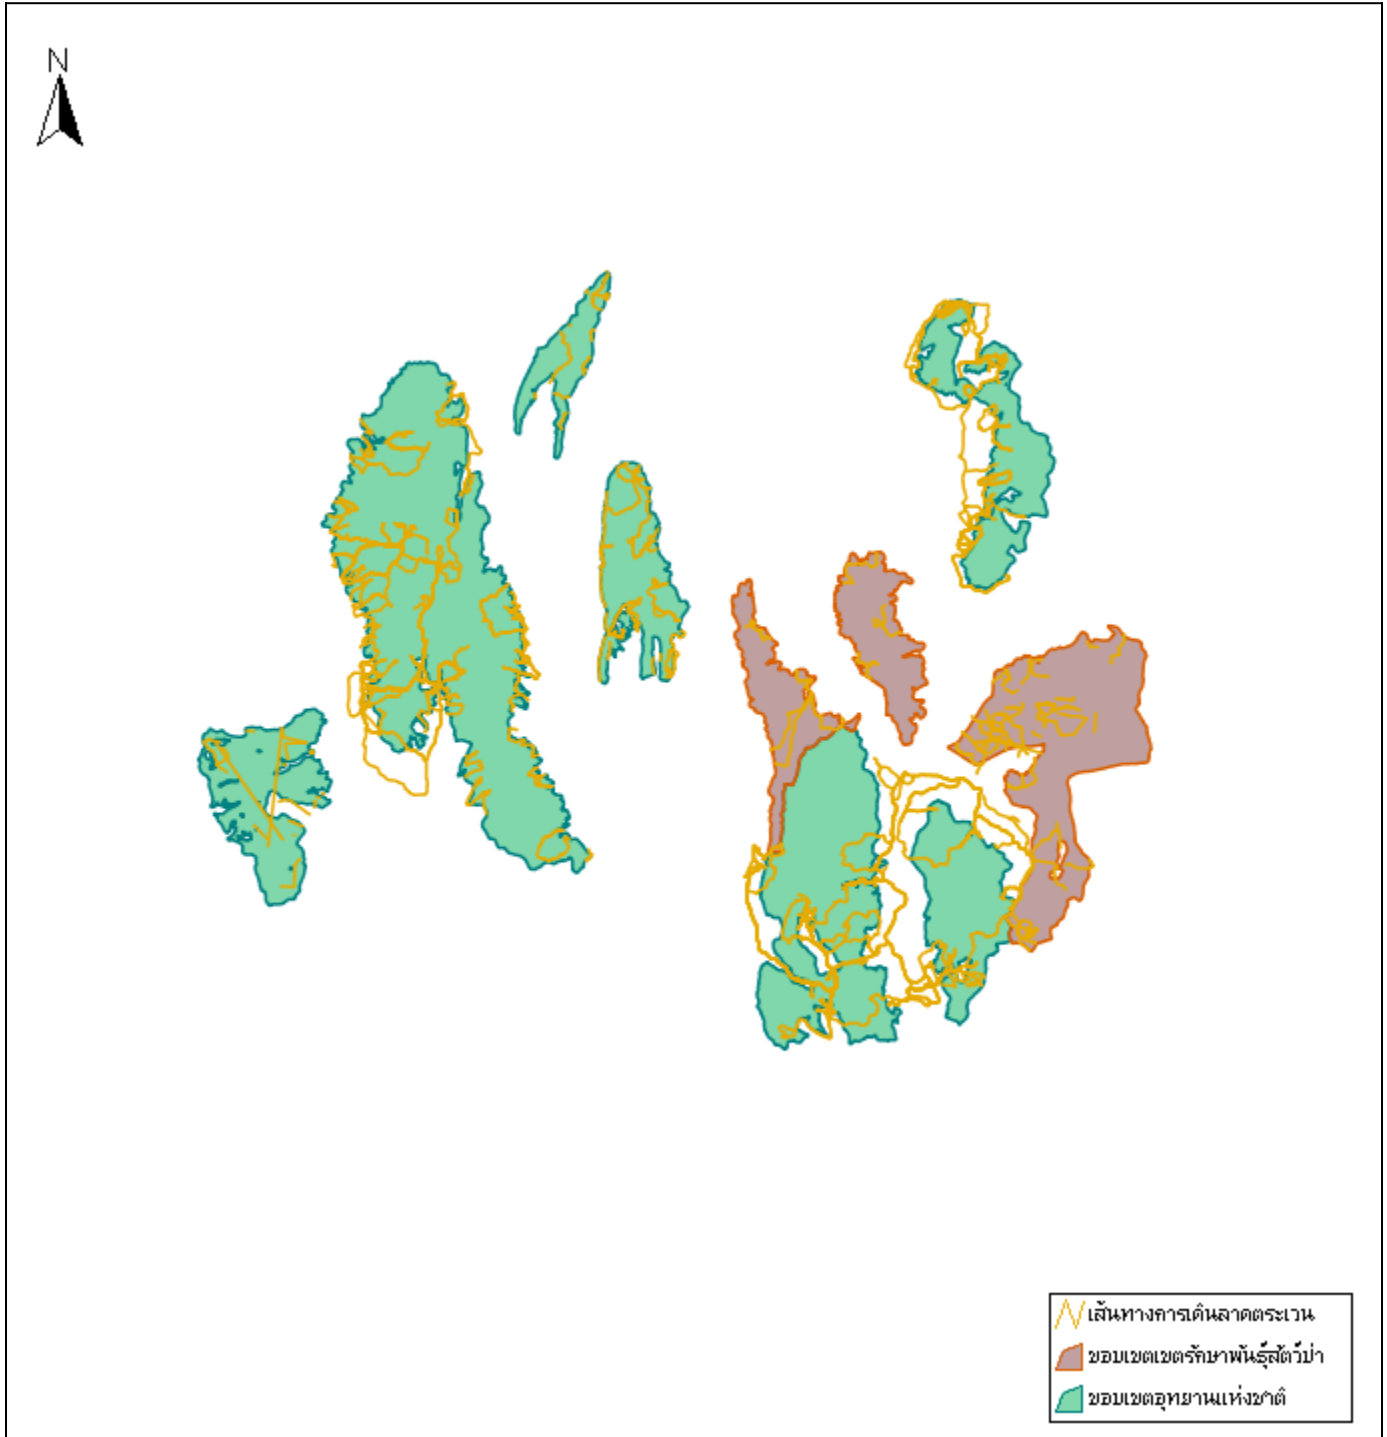 N
เส้นทางการเดินลาดตระเวน
ขอบเขตเขตรักษาพันธุ์สัตว์ป่า
ขอบเขตอุทยานแห่งชาติ